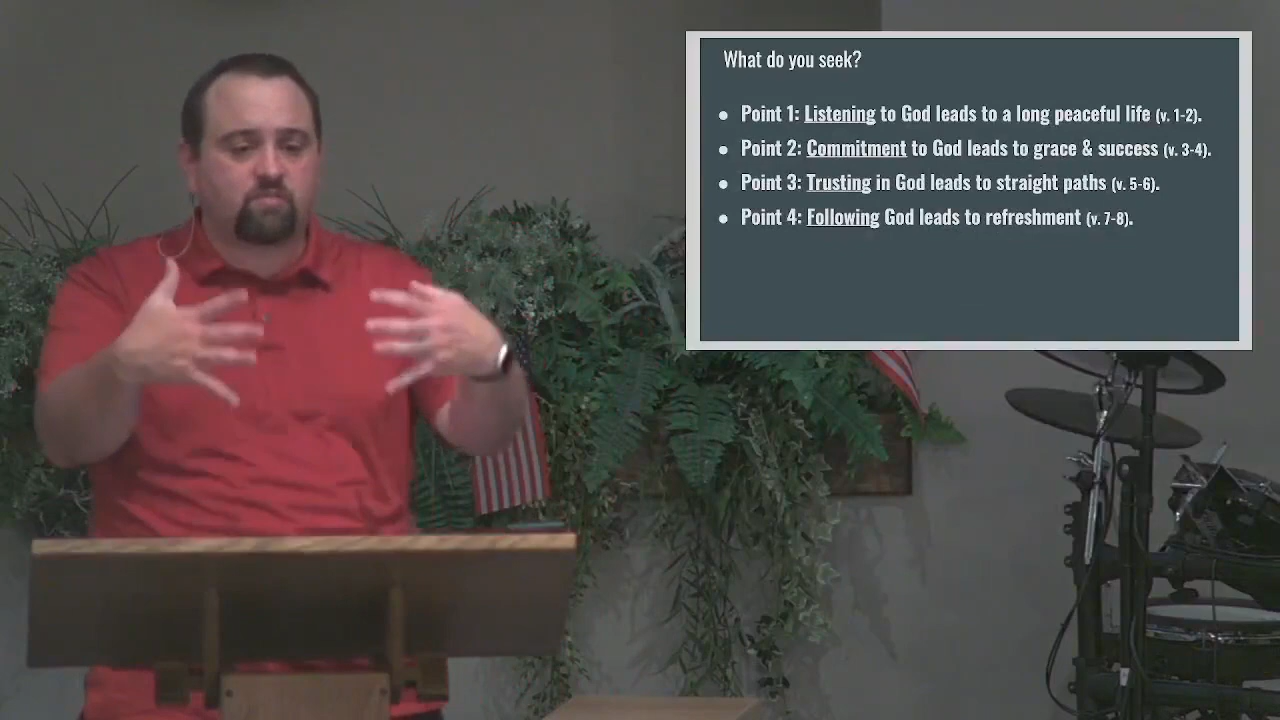 What do you seek?
● Point 1: Listening to God leads to a long peaceful life (v. 1-2).
● Point 2: Commitment to God leads to grace & success (v. 3-4).
● Point 3: Trusting in God leads to straight paths (v. 5-6).
● Point 4: Following God leads to refreshment (v. 7-8).